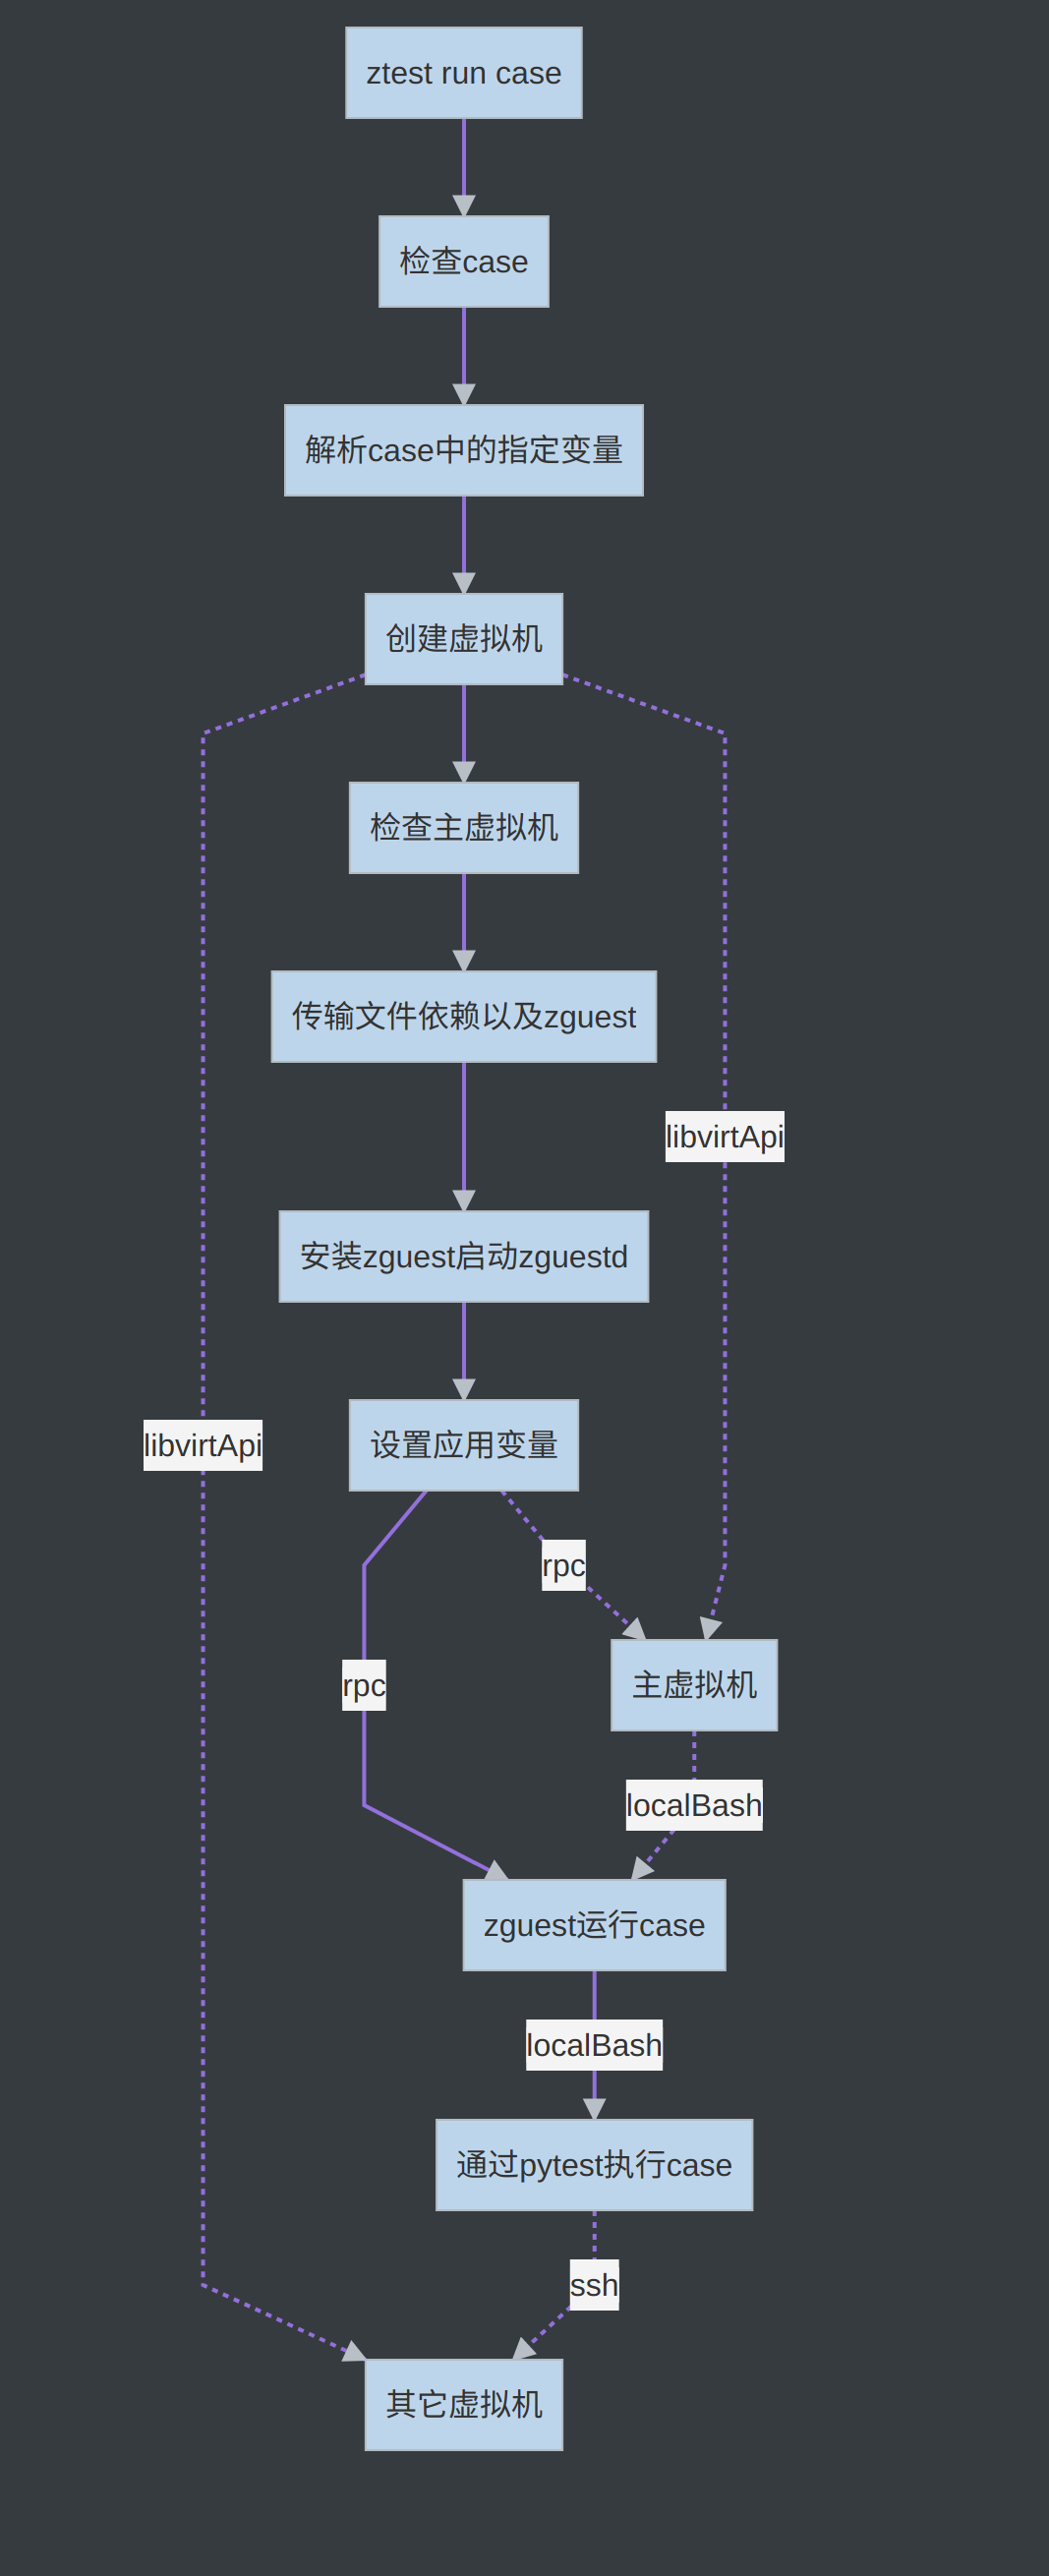 ztest run case
检查case
解析case中的指定变量
创建虚拟机
检查主虚拟机
传输文件依赖以及zguest
libvirtApi
安装zguest启动zguestd
libvirtApi
设置应用变量
rpc
rpc
主虚拟机
localBash
zguest运行case
localBash
通过pytest执行case
ssh
其它虚拟机